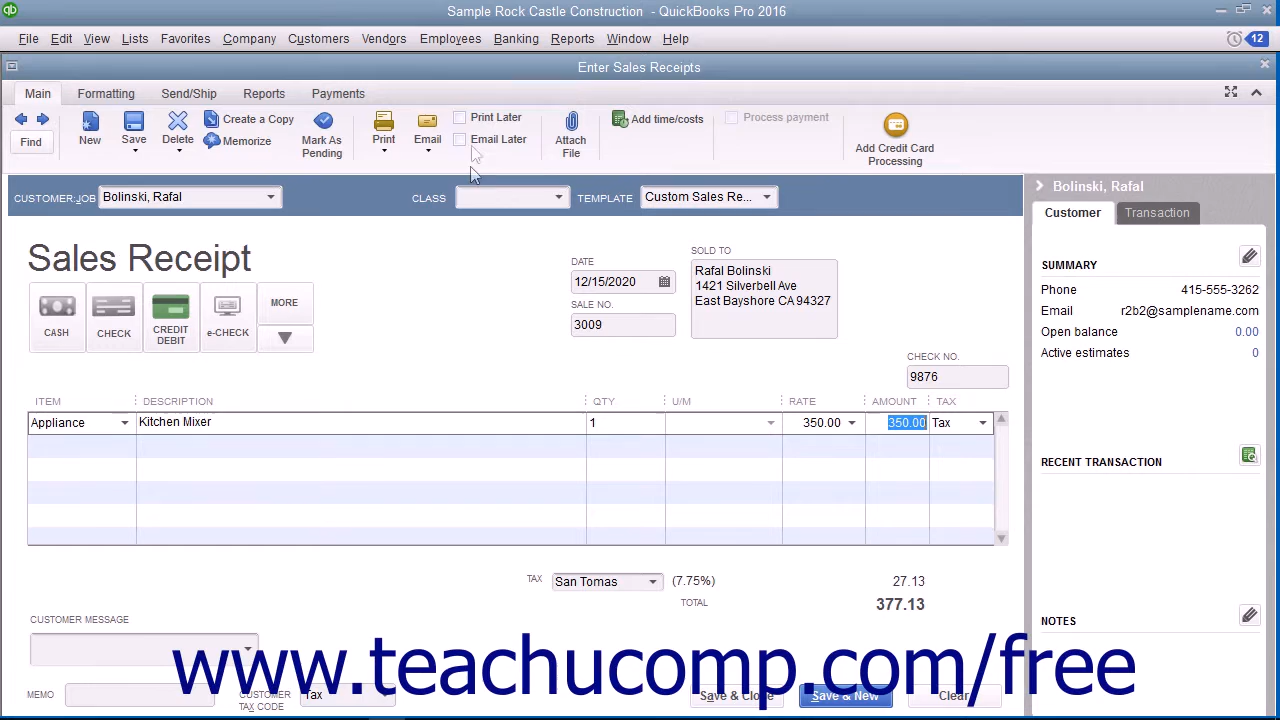 Sample Rock Castle Construction - QuickBooks Pro 2016
File Edit View Lists Favorites Company Customers Vendors Employees Banking Reports Window Help 12
Enter Sales Receipts
Main Formatting Send/Ship Reports Payments
Find New Save Delete Create a Copy Memorize Mark As Pending Print Email Print Later Email Later Attach File Add time/costs Process payment Add Credit Card Processing
CUSTOMER:JOB Bolinski, Rafal CLASS TEMPLATE Custom Sales Re...
Sales Receipt
CASH CHECK CREDIT DEBIT e-CHECK MORE
DATE
12/15/2020
SALE NO.
3009
SOLD TO
Rafal Bolinski
1421 Silverbell Ave
East Bayshore CA 94327
CHECK NO.
9876
ITEM DESCRIPTION QTY U/M RATE AMOUNT TAX
Appliance Kitchen Mixer 1 350.00 350.00 Tax
TAX San Tomas (7.75%) 27.13
TOTAL 377.13
CUSTOMER MESSAGE
MEMO CUSTOMER TAX CODE Tax Save & Close Save & New Clear
Bolinski, Rafal
Customer Transaction
SUMMARY
Phone 415-555-3262
Email r2b2@samplename.com
Open balance 0.00
Active estimates 0
RECENT TRANSACTION
NOTES
www.teachucomp.com/free